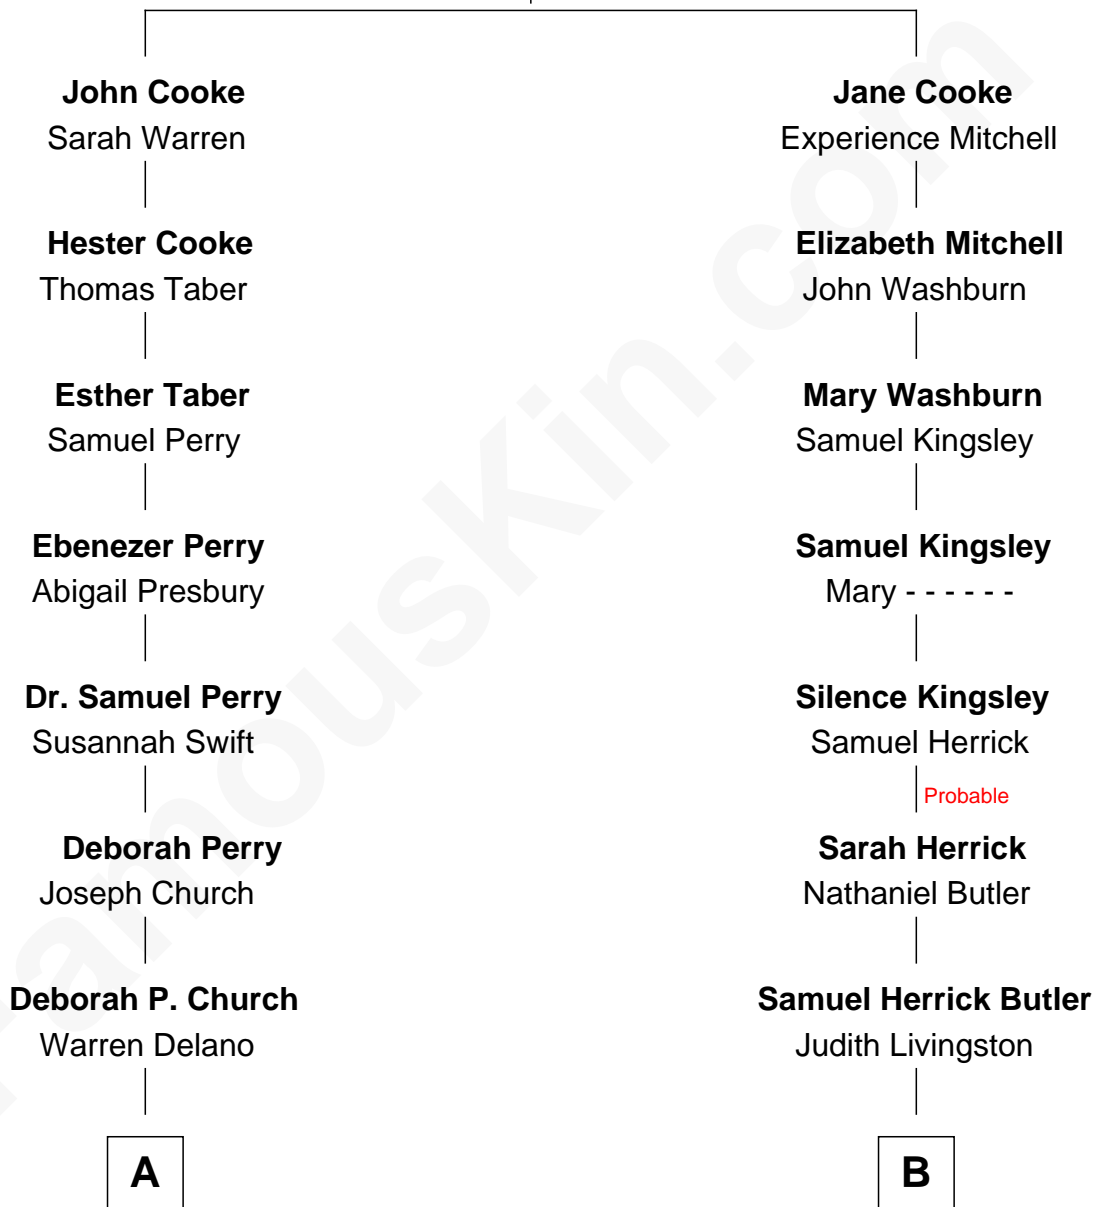 John Cooke
Sarah Warren
Hester Cooke
Thomas Taber
Esther Taber
Samuel Perry
Ebenezer Perry
Abigail Presbury
Dr. Samuel Perry
Susannah Swift
Deborah Perry
Joseph Church
Deborah P. Church
Warren Delano
A
Jane Cooke
Experience Mitchell
Elizabeth Mitchell
John Washburn
Mary Washburn
Samuel Kingsley
Samuel Kingsley
Mary - - - - - -
Silence Kingsley
Samuel Herrick
Probable
Sarah Herrick
Nathaniel Butler
Samuel Herrick Butler
Judith Livingston
B
FamousKin.com